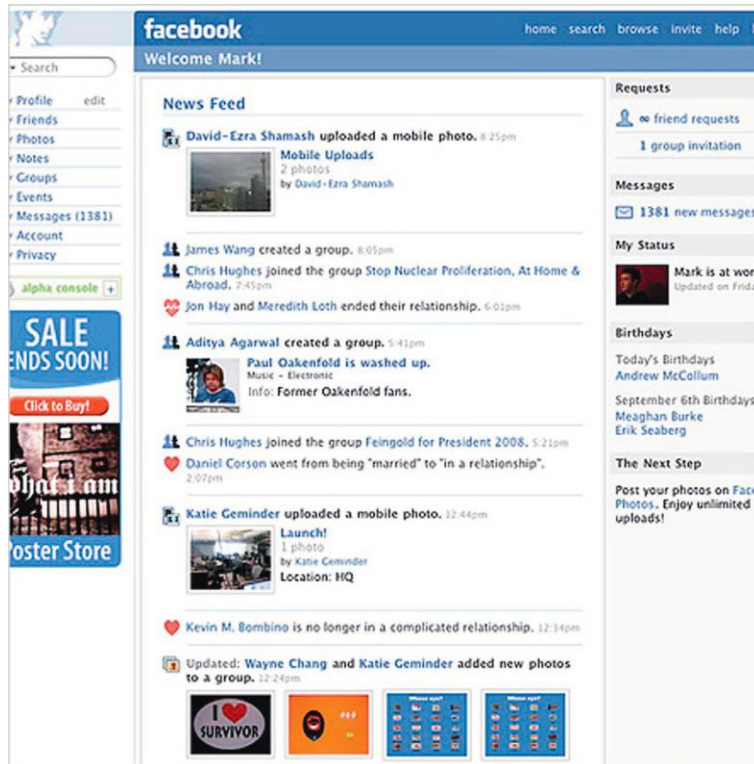 facebook
home search browse invite help
Welcome Mark!
Search
Profile edit
Friends
Photos
Notes
Groups
Events
Messages (1381)
Account
Privacy
alpha console +
SALE
ENDS SOON!
Click to Buy!
what i am
Poster Store
News Feed
David-Ezra Shamash uploaded a mobile photo. 8:25pm
Mobile Uploads
2 photos
by David-Ezra Shamash
James Wang created a group. 8:05pm
Chris Hughes joined the group Stop Nuclear Proliferation, At Home &
Abroad. 7:45pm
Jon Hay and Meredith Loth ended their relationship. 6:01pm
Aditya Agarwal created a group. 5:41pm
Paul Oakenfold is washed up.
Music - Electronic
Info: Former Oakenfold fans.
Chris Hughes joined the group Feingold for President 2008. 5:21pm
Daniel Corson went from being "married" to "in a relationship".
2:07pm
Katie Geminder uploaded a mobile photo. 12:44pm
Launch!
1 photo
by Katie Geminder
Location: HQ
Kevin M. Bombino is no longer in a complicated relationship. 12:34pm
Updated: Wayne Chang and Katie Geminder added new photos
to a group. 12:24pm
I ❤ 
SURVIVOR
Requests
∞ friend requests
1 group invitation
Messages
1381 new messages
My Status
Mark is at wor
Updated on Frida
Birthdays
Today's Birthdays
Andrew McCollum
September 6th Birthdays
Meaghan Burke
Erik Seaberg
The Next Step
Post your photos on Face
Photos. Enjoy unlimited
uploads!